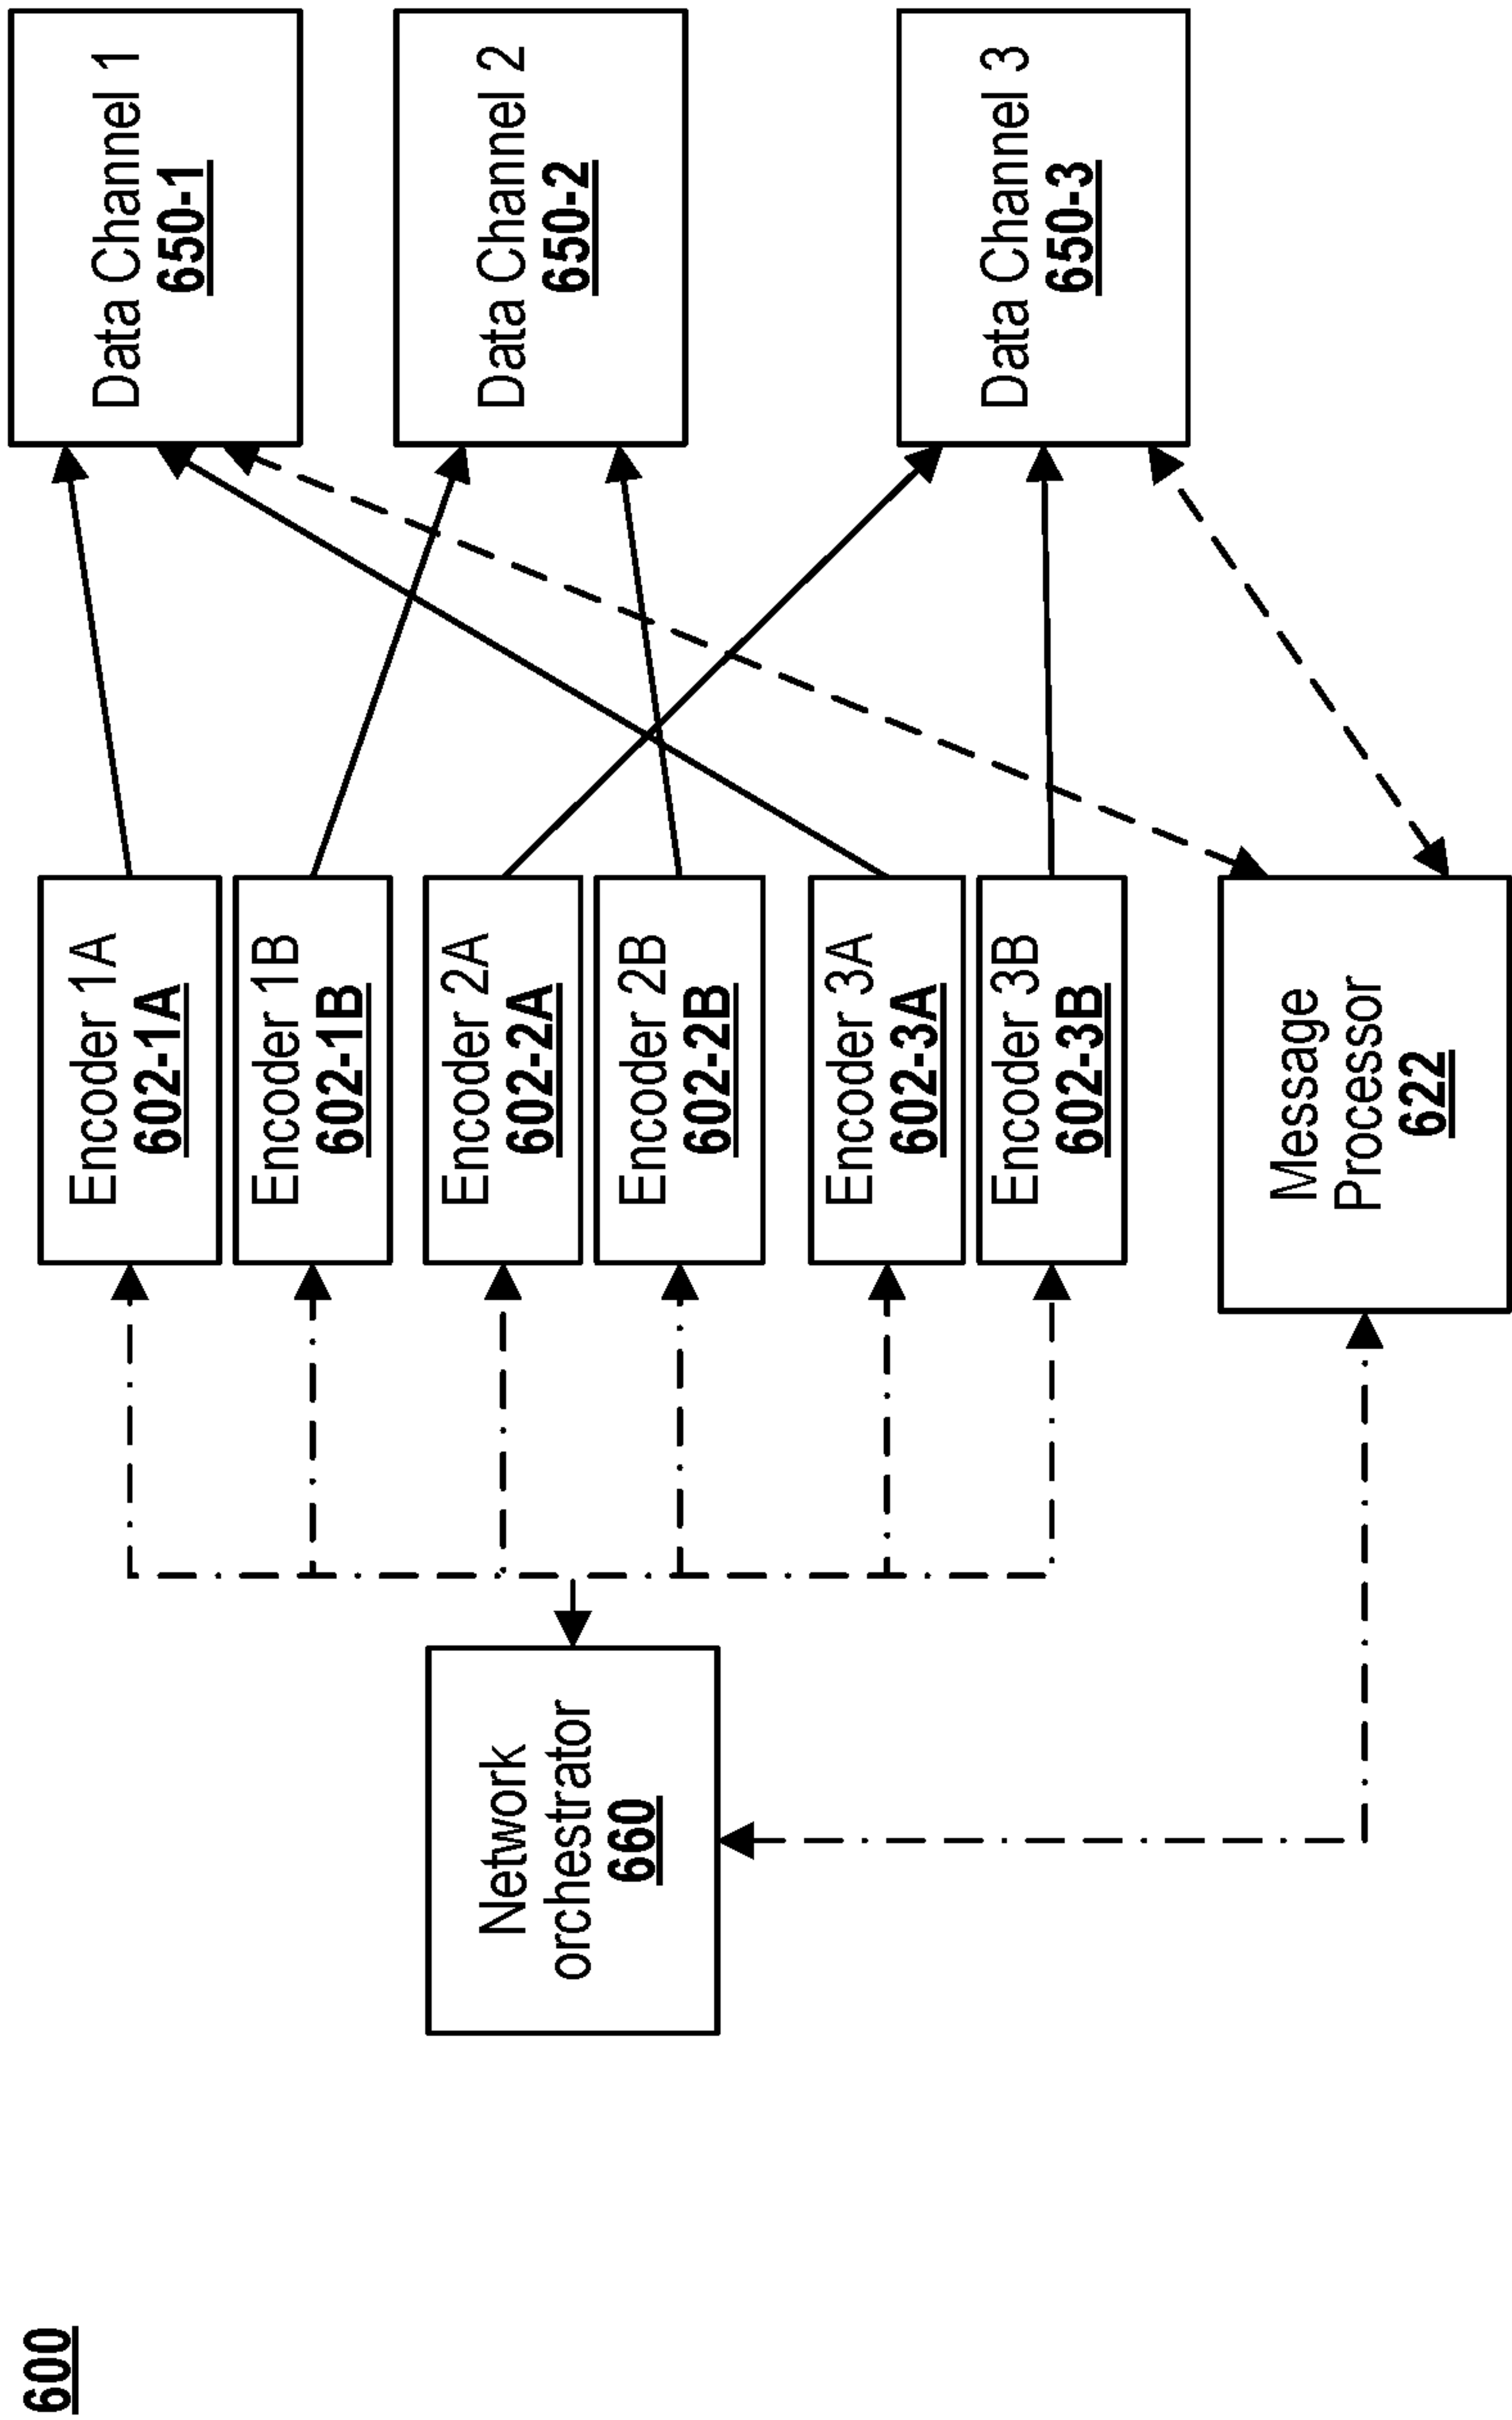 600
Network
orchestrator
660
Encoder 1A
602-1A
Encoder 1B
602-1B
Encoder 2A
602-2A
Encoder 2B
602-2B
Encoder 3A
602-3A
Encoder 3B
602-3B
Message
Processor
622
Data Channel 1
650-1
Data Channel 2
650-2
Data Channel 3
650-3